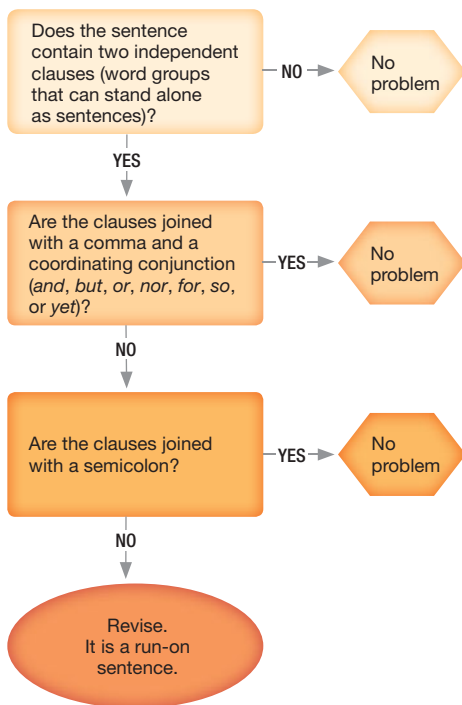 Does the sentence
contain two independent
clauses (word groups
that can stand alone
as sentences)?
NO
No
problem
YES
Are the clauses joined
with a comma and a
coordinating conjunction
(and, but, or, nor, for, so,
or yet)?
YES
No
problem
NO
Are the clauses joined
with a semicolon?
YES
No
problem
NO
Revise.
It is a run-on
sentence.